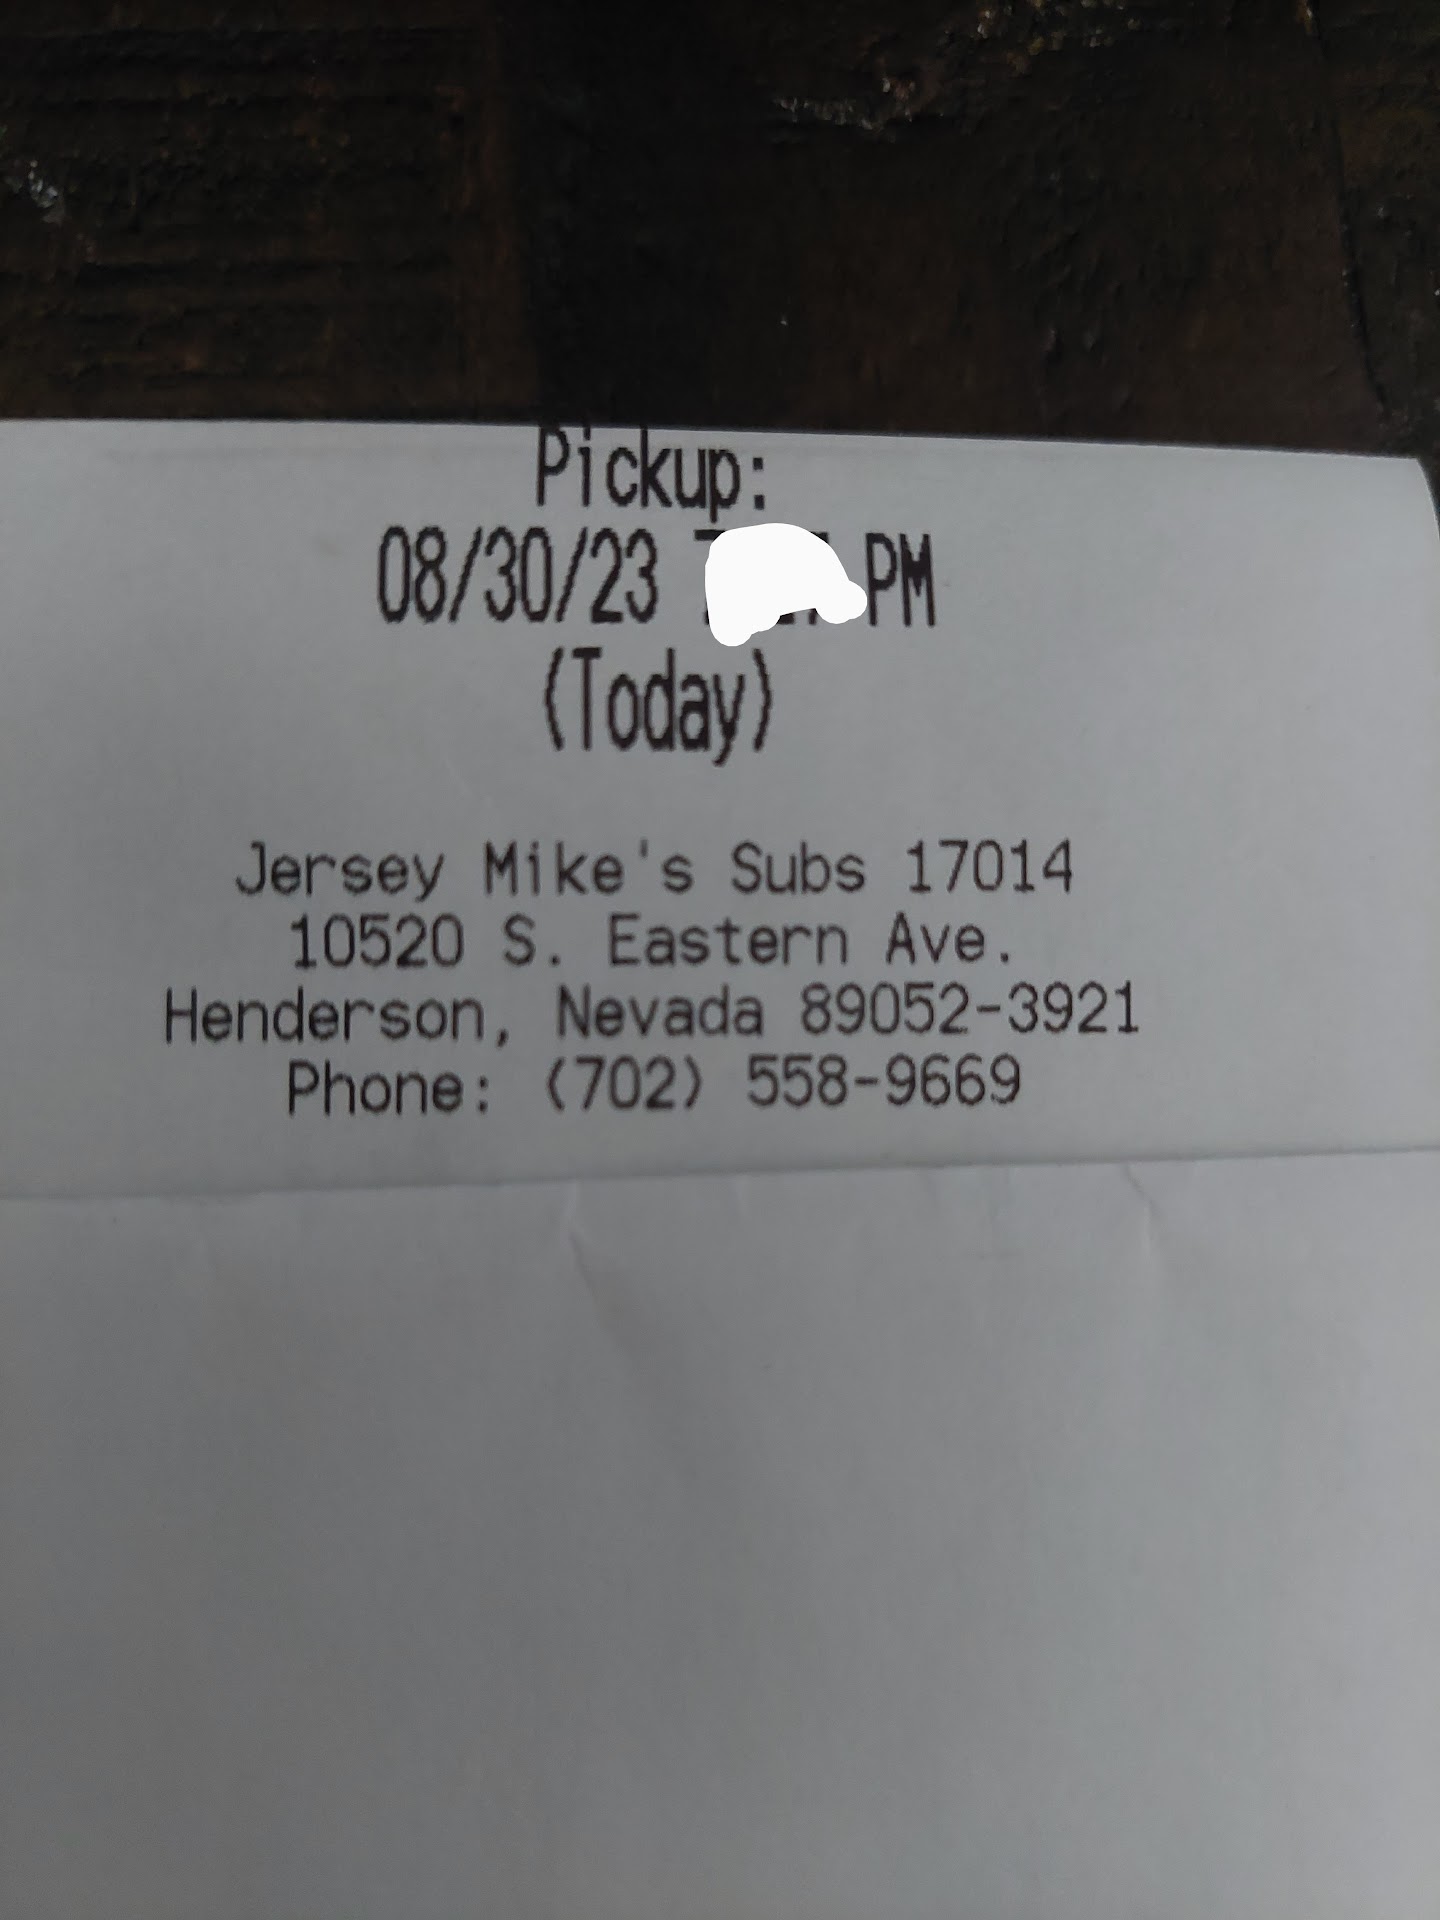 Pickup:
08/30/23 PM
(Today)
Jersey Mike's Subs 17014
10520 S. Eastern Ave.
Henderson, Nevada 89052-3921
Phone: (702) 558-9669